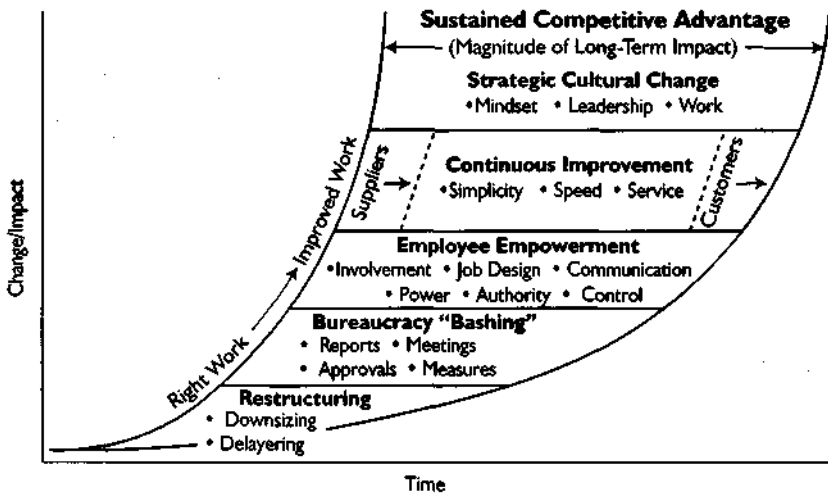 Sustained Competitive Advantage
(Magnitude of Long-Term Impact)
Strategic Cultural Change
•Mindset • Leadership • Work
Suppliers
Continuous Improvement
•Simplicity • Speed • Service
Customers
Employee Empowerment
•Involvement • Job Design • Communication
• Power • Authority • Control
Bureaucracy "Bashing"
• Reports • Meetings
• Approvals • Measures
Restructuring
• Downsizing
• Delayering
Right Work
Improved Work
Change/Impact
Time